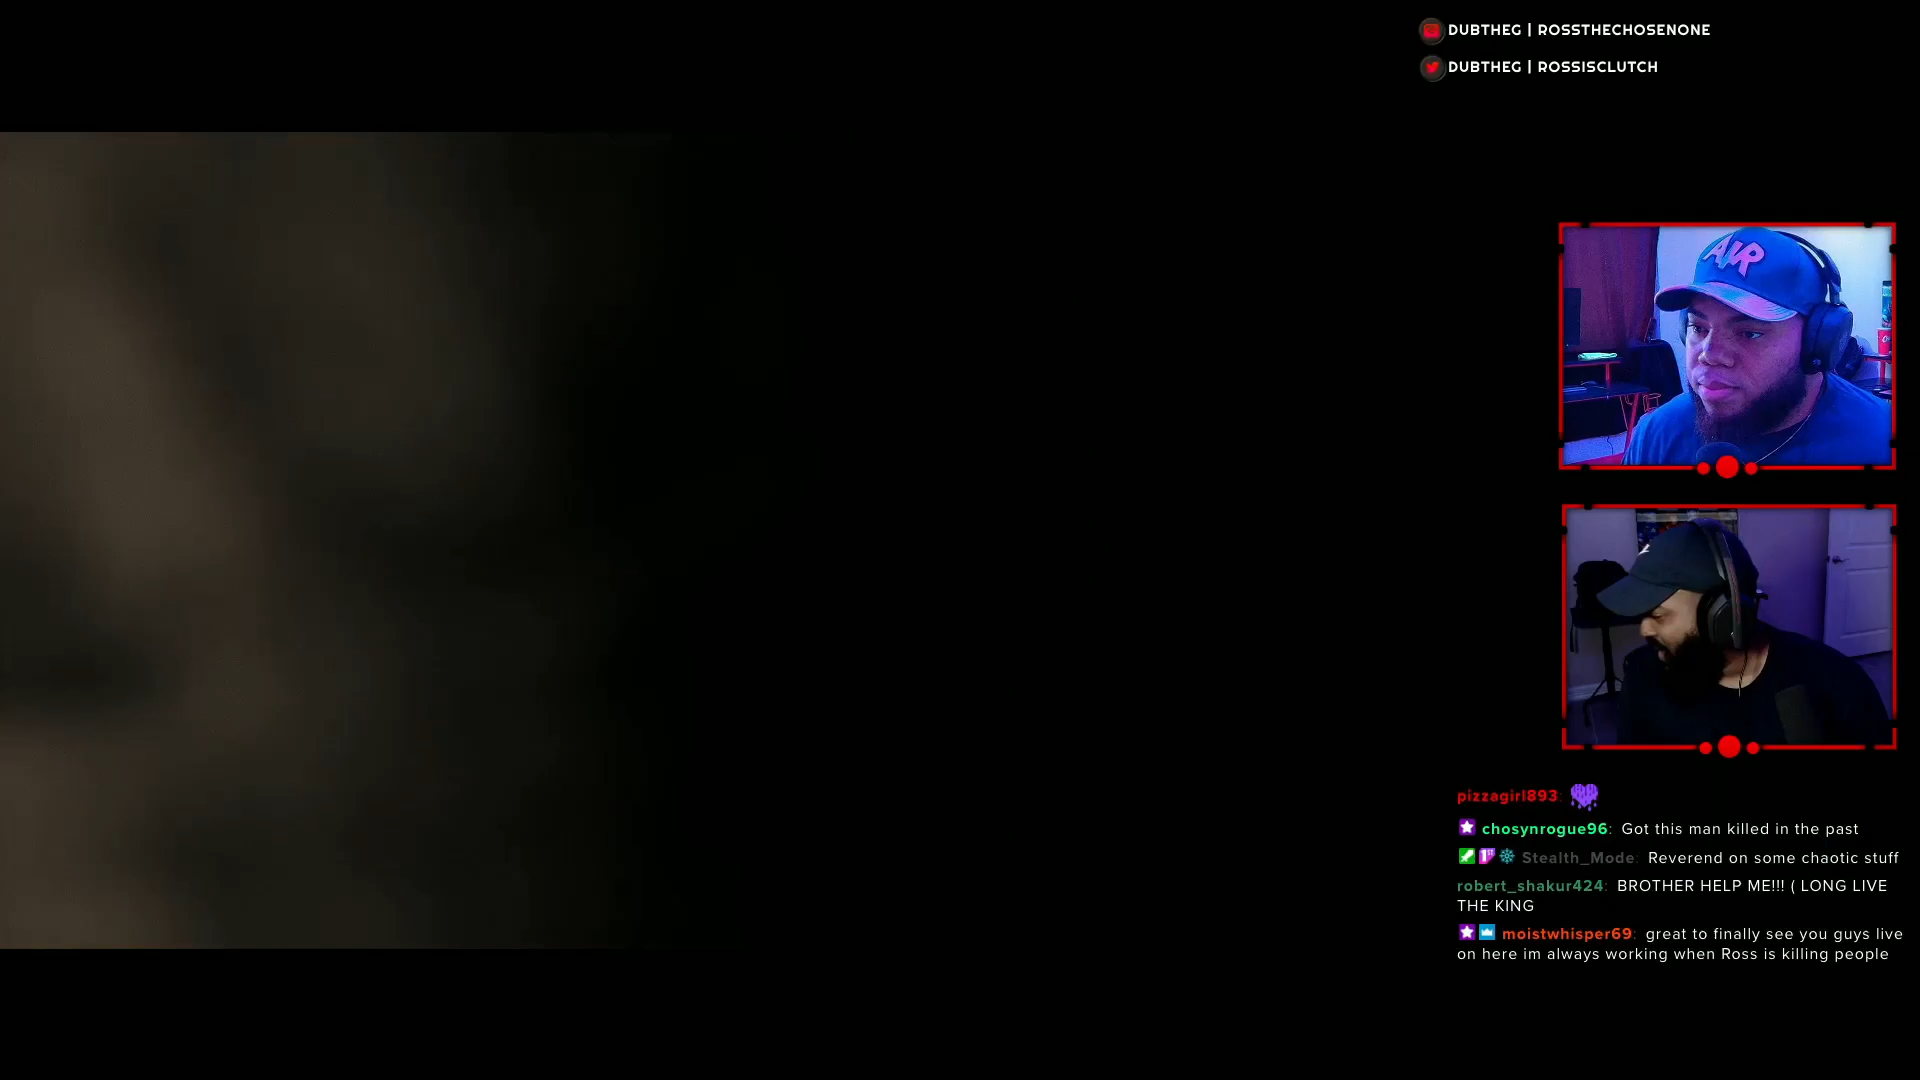 DUBTHEG | ROSSTHECHOSENONE
DUBTHEG | ROSSISCLUTCH
AIR
pizzagirl893:
chosynrogue96: Got this man killed in the past
1ST Stealth_Mode: Reverend on some chaotic stuff
robert_shakur424: BROTHER HELP ME!!! ( LONG LIVE
THE KING
moistwhisper69: great to finally see you guys live
on here im always working when Ross is killing people